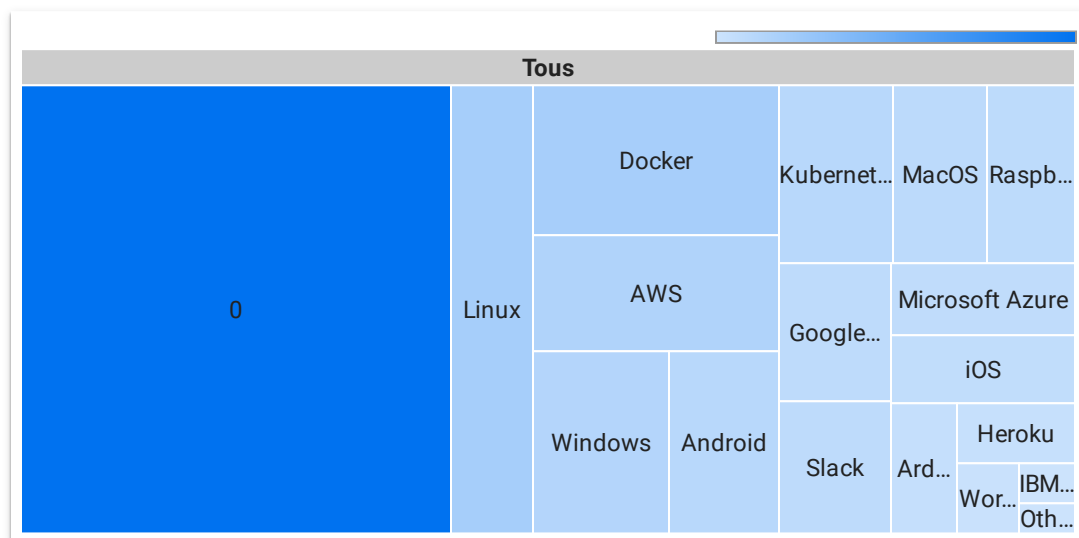 Tous
0
Linux
Docker
AWS
Windows
Android
Kubernet...
MacOS
Raspb...
Google...
Microsoft Azure
iOS
Slack
Ard...
Heroku
Wor...
IBM...
Oth...